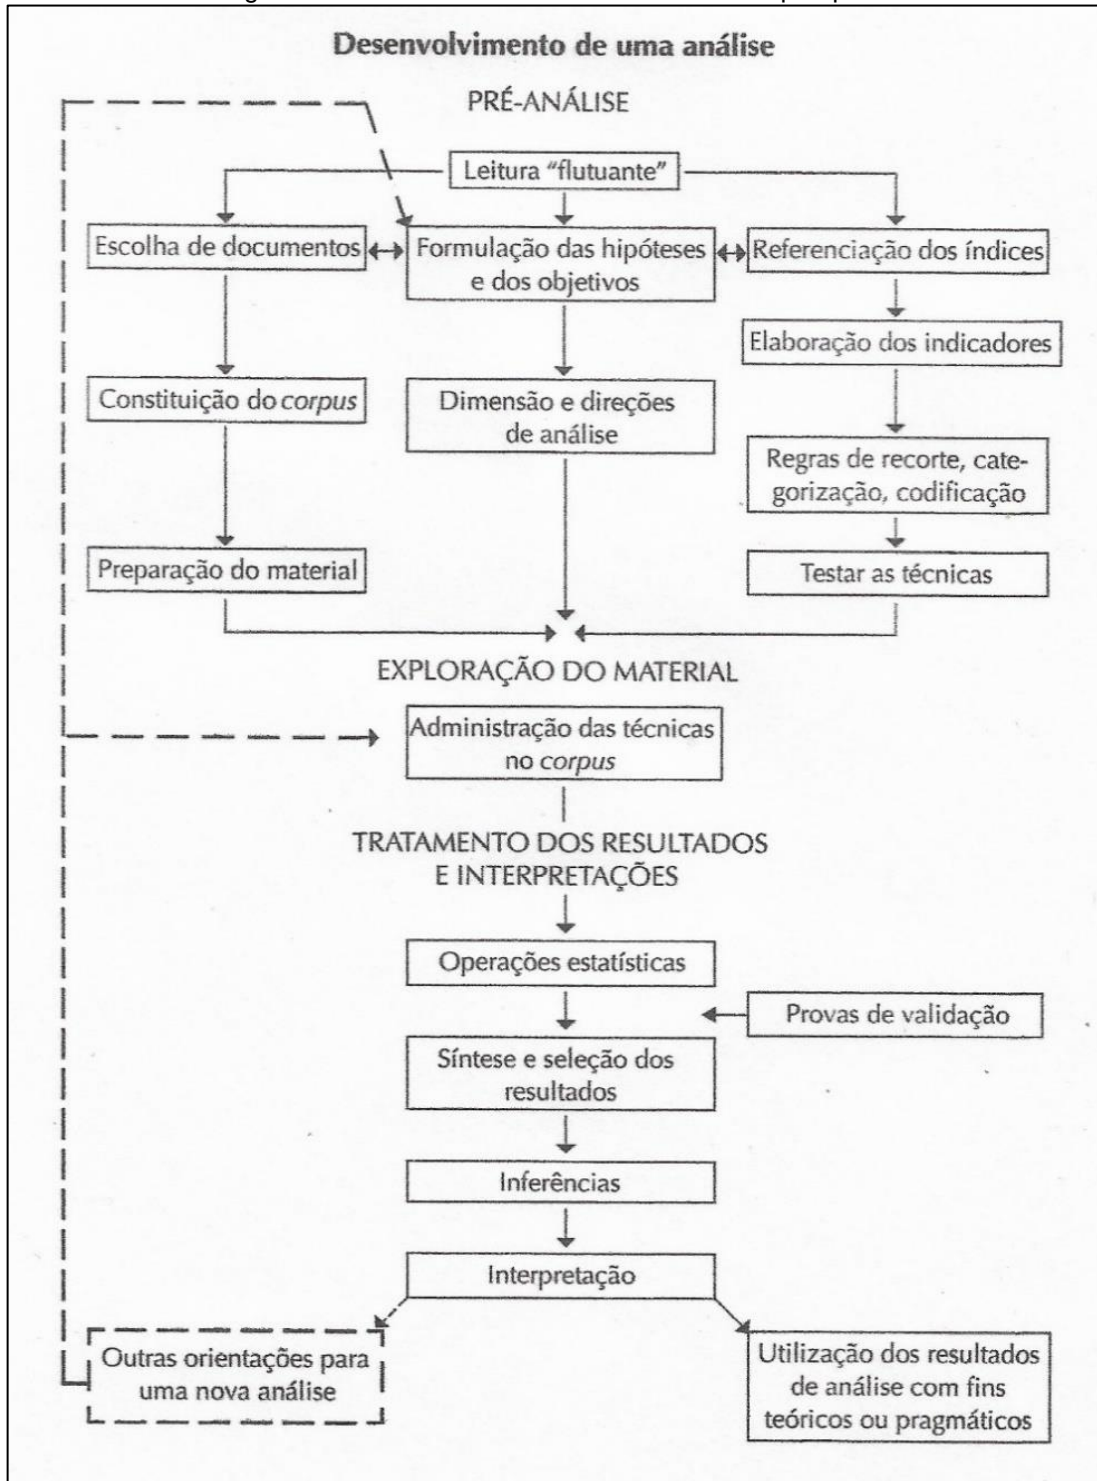 Desenvolvimento de uma análise
PRÉ-ANÁLISE
Leitura "flutuante"
Escolha de documentos
Formulação das hipóteses
e dos objetivos
Referenciação dos índices
Elaboração dos indicadores
Constituição do corpus
Dimensão e direções
de análise
Regras de recorte, cate-
gorização, codificação
Preparação do material
Testar as técnicas
EXPLORAÇÃO DO MATERIAL
Administração das técnicas
no corpus
TRATAMENTO DOS RESULTADOS
E INTERPRETAÇÕES
Operações estatísticas
Provas de validação
Síntese e seleção dos
resultados
Inferências
Interpretação
Outras orientações para
uma nova análise
Utilização dos resultados
de análise com fins
teóricos ou pragmáticos